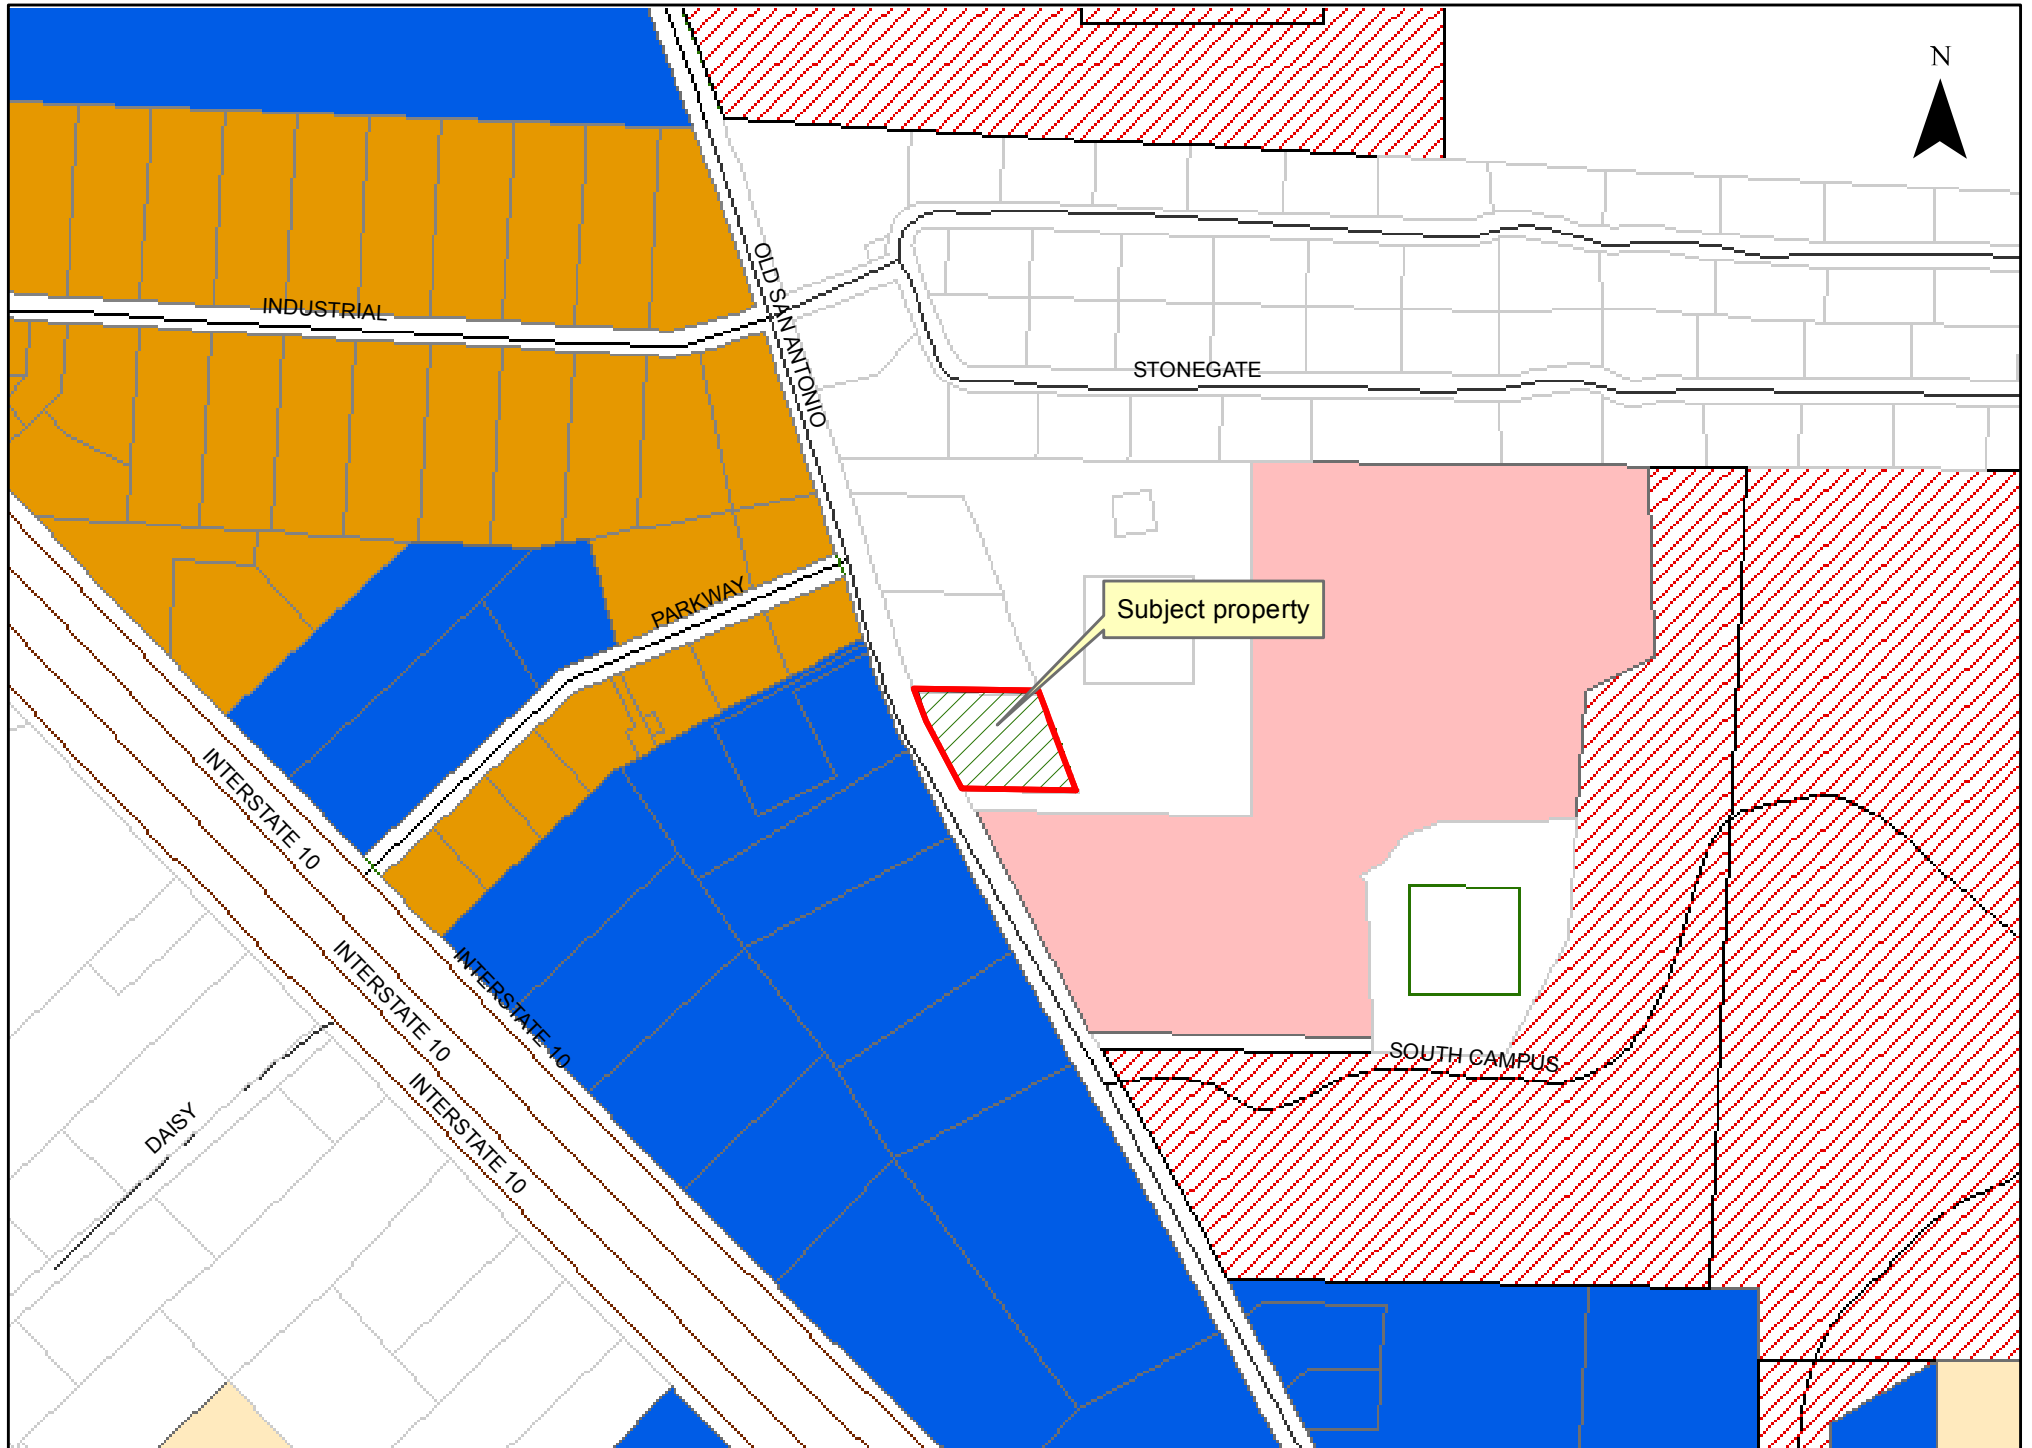 N
OLD SAN ANTONIO
INDUSTRIAL
STONEGATE
PARKWAY
Subject property
INTERSTATE 10
INTERSTATE 10
INTERSTATE 10
INTERSTATE 10
SOUTH CAMPUS
DAISY